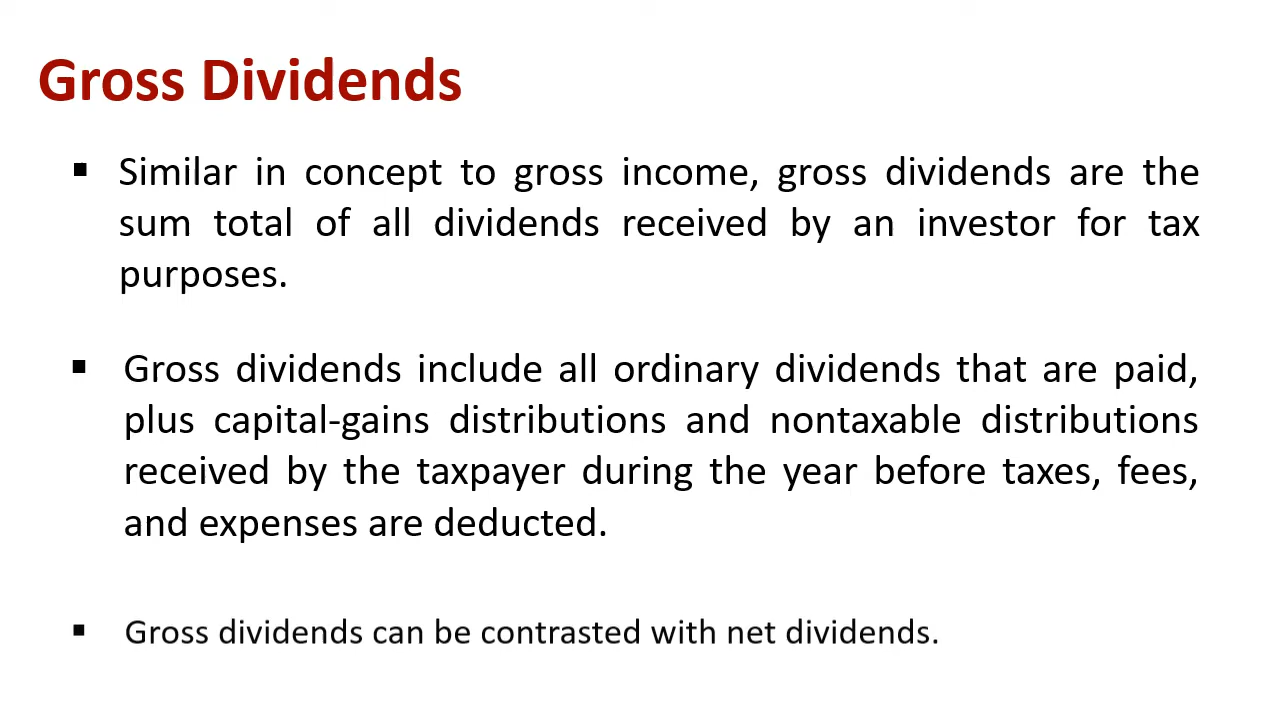 Gross Dividends
▪ Similar in concept to gross income, gross dividends are the
sum total of all dividends received by an investor for tax
purposes.
▪ Gross dividends include all ordinary dividends that are paid,
plus capital-gains distributions and nontaxable distributions
received by the taxpayer during the year before taxes, fees,
and expenses are deducted.
▪ Gross dividends can be contrasted with net dividends.